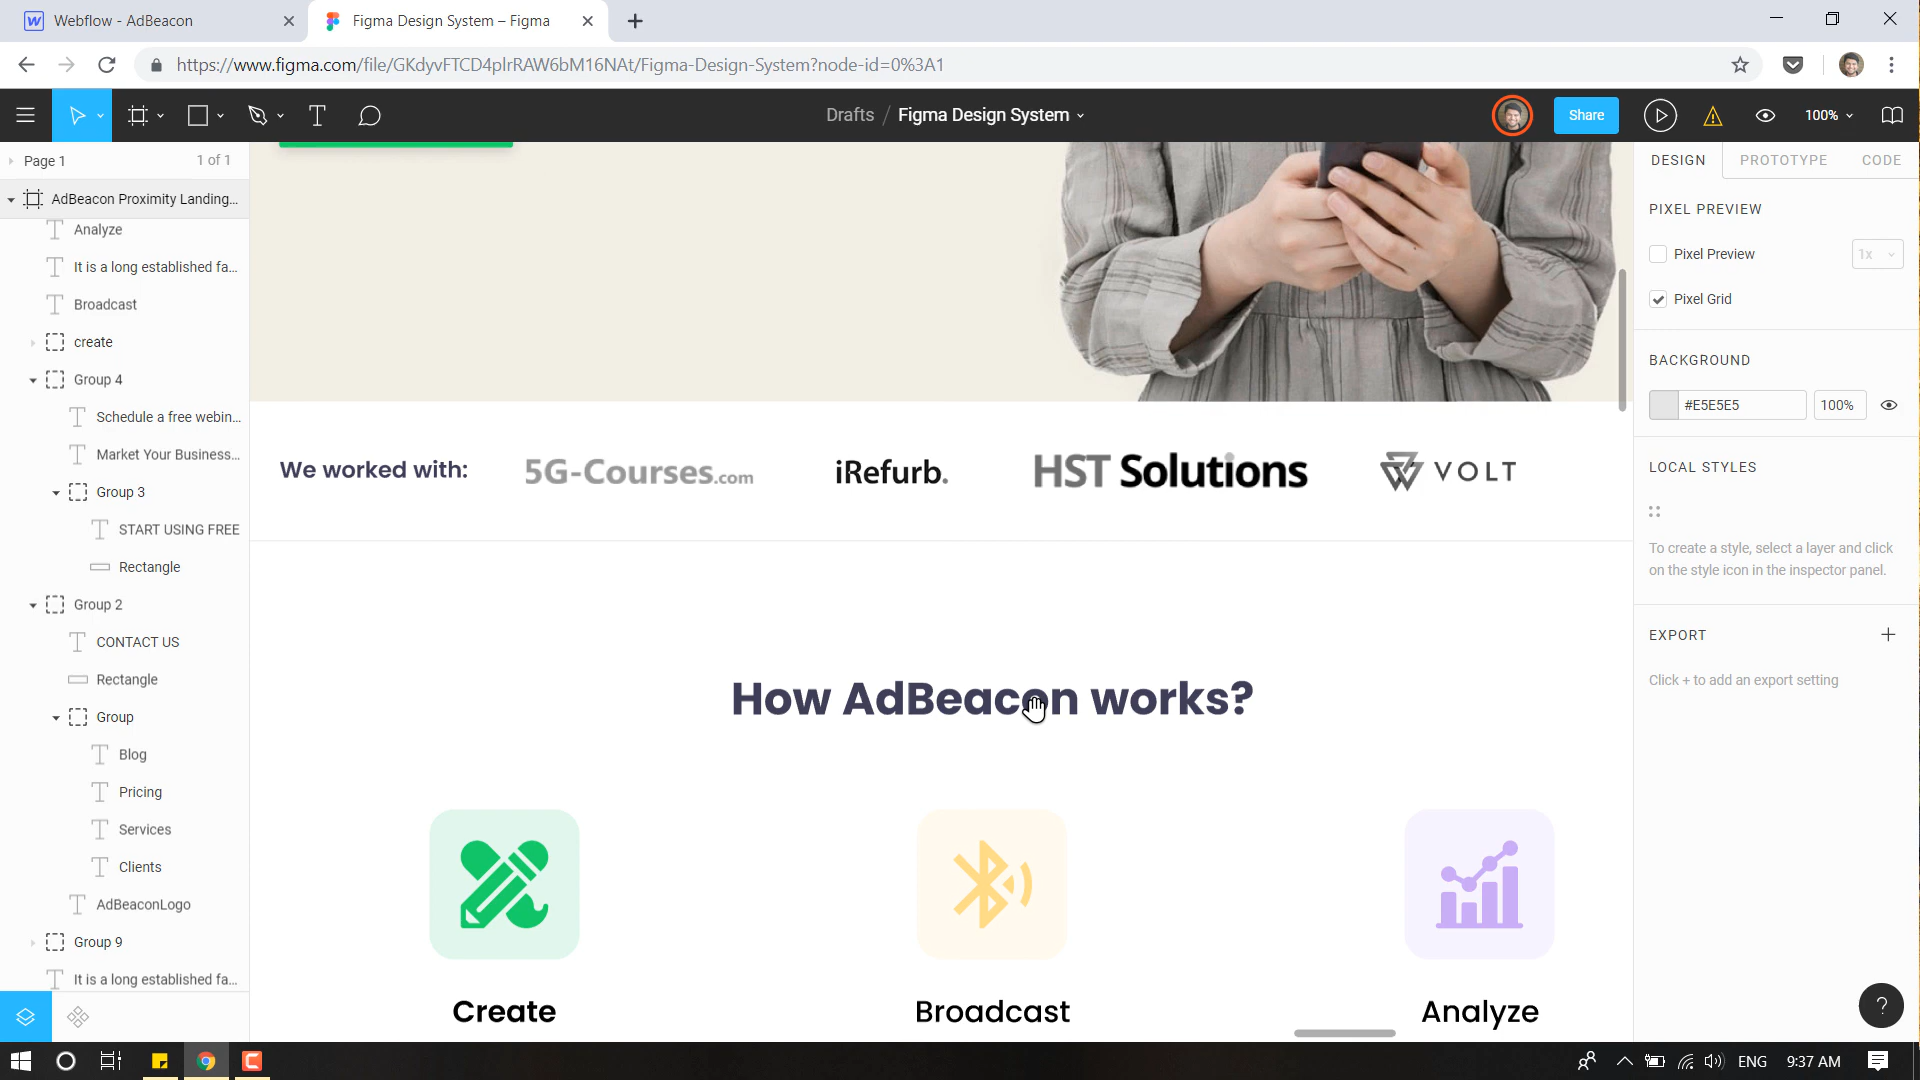 Webflow - AdBeacon
Figma Design System – Figma
https://www.figma.com/file/GKdyvFTCD4plrRAW6bM16NAt/Figma-Design-System?node-id=0%3A1
Drafts / Figma Design System
Share
100%
Page 1
1 of 1
AdBeacon Proximity Landing...
Analyze
It is a long established fa...
Broadcast
create
Group 4
Schedule a free webin...
Market Your Business...
Group 3
START USING FREE
Rectangle
Group 2
CONTACT US
Rectangle
Group
Blog
Pricing
Services
Clients
AdBeaconLogo
Group 9
It is a long established fa...
We worked with:
5G-Courses.com
iRefurb.
HST Solutions
VOLT
How AdBeacon works?
Create
Broadcast
Analyze
DESIGN
PROTOTYPE
CODE
PIXEL PREVIEW
Pixel Preview
1x
Pixel Grid
BACKGROUND
#E5E5E5
100%
LOCAL STYLES
To create a style, select a layer and click
on the style icon in the inspector panel.
EXPORT
Click + to add an export setting
?
ENG
9:37 AM